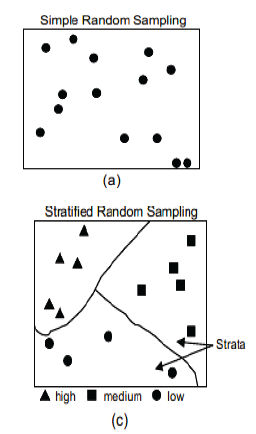 Simple Random Sampling
(a)
Stratified Random Sampling
Strata
high medium low
(c)